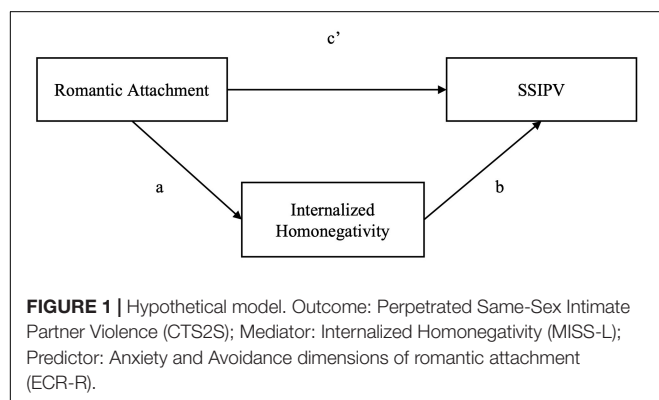 c’
Romantic Attachment
SSIPV
a
b
Internalized
Homonegativity
FIGURE 1 | Hypothetical model. Outcome: Perpetrated Same-Sex Intimate
Partner Violence (CTS2S); Mediator: Internalized Homonegativity (MISS-L);
Predictor: Anxiety and Avoidance dimensions of romantic attachment
(ECR-R).